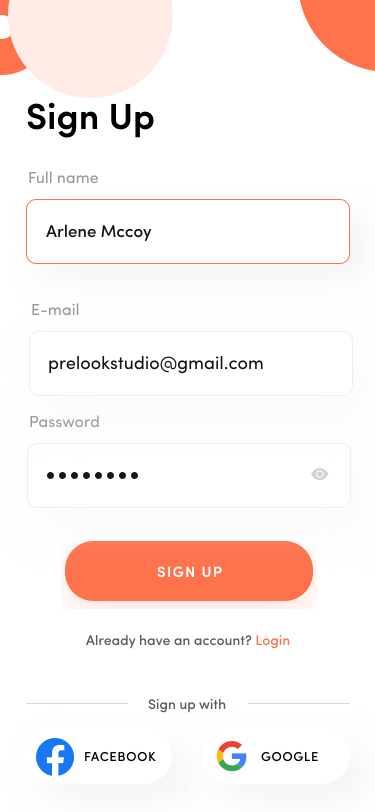 Sign Up
Full name
Arlene Mccoy
E-mail
prelookstudio@gmail.com
Password
SIGN UP
Already have an account? Login
Sign up with
FACEBOOK
GOOGLE